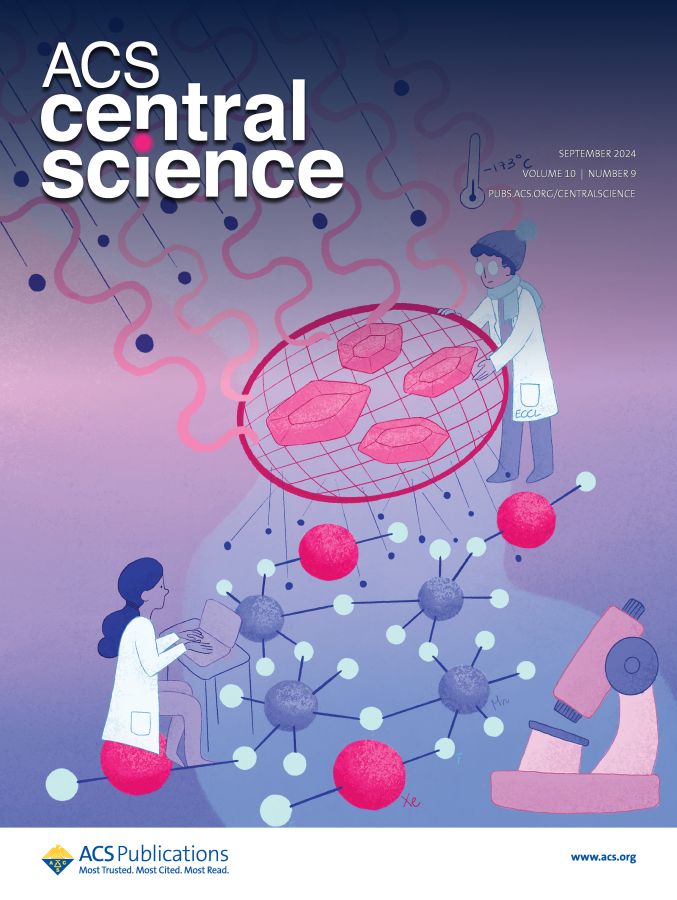 ACS
central
science
SEPTEMBER 2024
VOLUME 10 | NUMBER 9
PUBS.ACS.ORG/CENTRALSCIENCE
-173°C
ECCL
Mn
F
Xe
ACS Publications
Most Trusted. Most Cited. Most Read.
www.acs.org